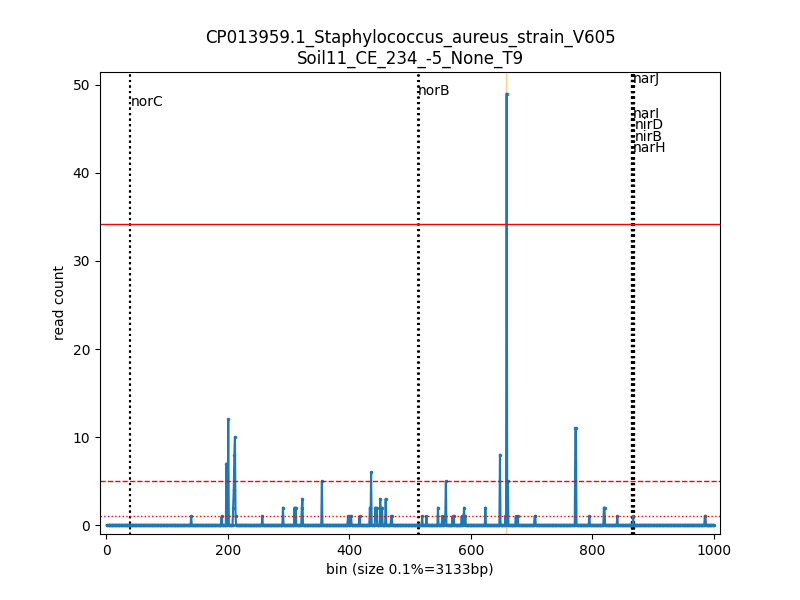 CP013959.1_Staphylococcus_aureus_strain_V605
Soil11_CE_234_-5_None_T9
narJ
norB
norC
narI
nirD
nirB
narH
50
40
30
20
10
0
read count
0 200 400 600 800 1000
bin (size 0.1%=3133bp)